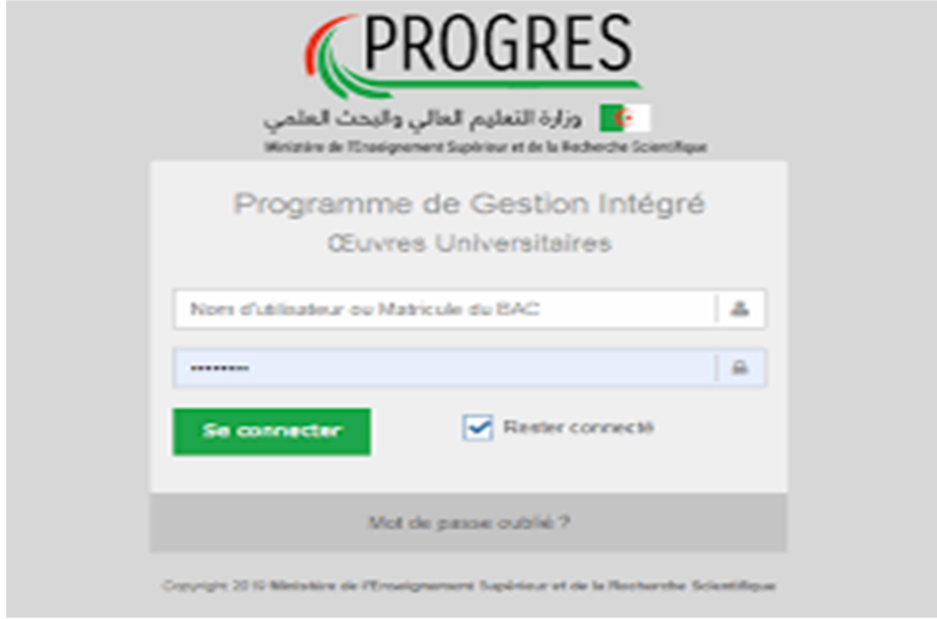 PROGRES
وزارة التعليم العالي والبحث العلمي
Ministère de l'Enseignement Supérieur et de la Recherche Scientifique
Programme de Gestion Intégré
Œuvres Universitaires
Nom d'utilisateur ou Matricule du BAC
••••••••
Se connecter
Rester connecté
Mot de passe oublié ?
Copyright 2019 Ministère de l'Enseignement Supérieur et de la Recherche Scientifique